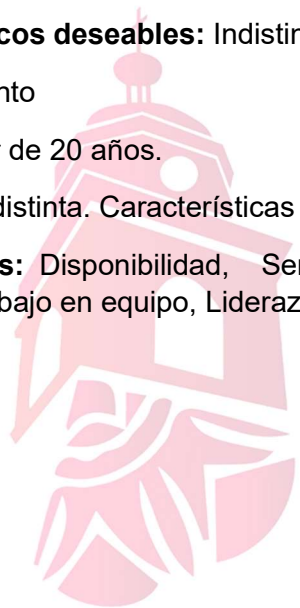 cos deseables: Indistin
nto
de 20 años.
distinta. Características
s: Disponibilidad, Ser
bajo en equipo, Lideraz